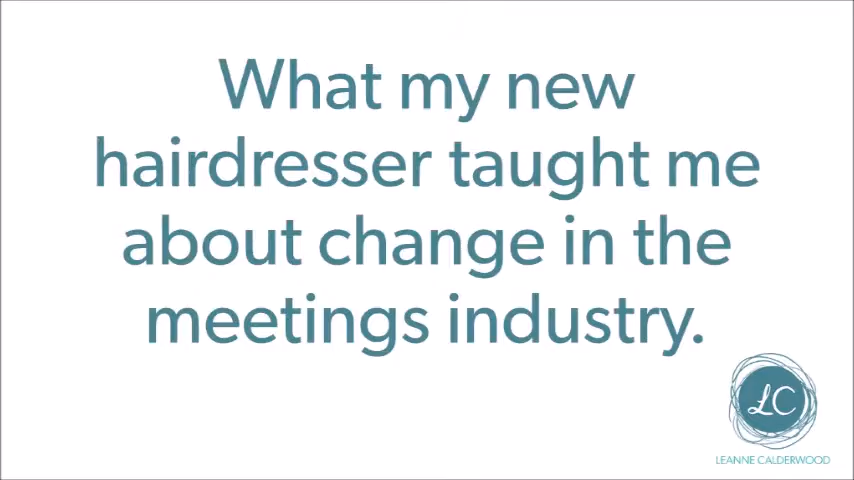 What my new
hairdresser taught me
about change in the
meetings industry.
LC
LEANNE CALDERWOOD